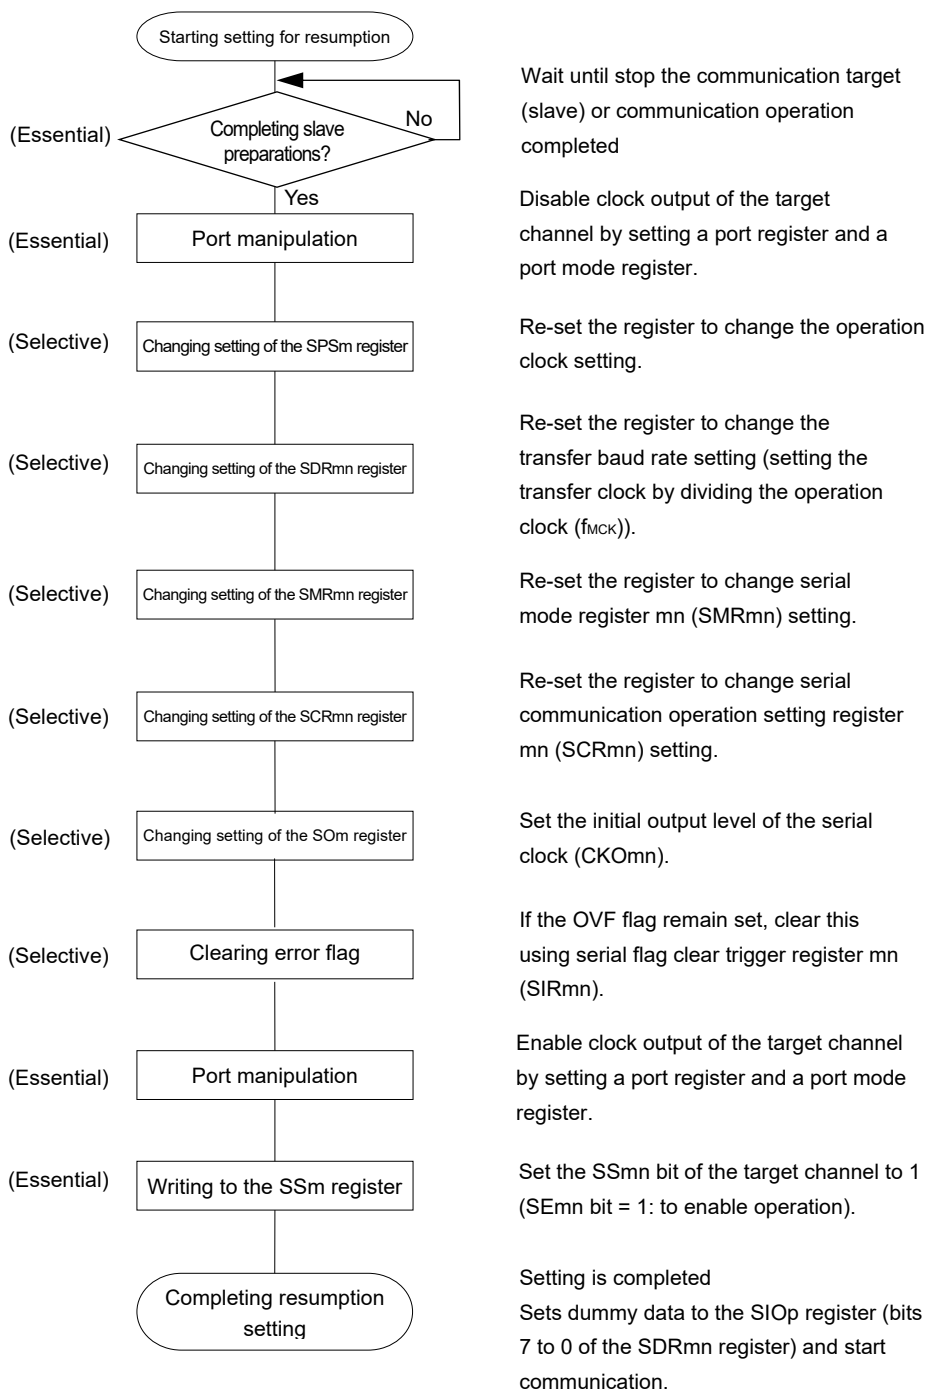 Starting setting for resumption
Wait until stop the communication target
(slave) or communication operation
completed
(Essential)
Completing slave
preparations?
No
Yes
(Essential)
Port manipulation
Disable clock output of the target
channel by setting a port register and a
port mode register.
(Selective)
Changing setting of the SPSm register
Re-set the register to change the operation
clock setting.
(Selective)
Changing setting of the SDRmn register
Re-set the register to change the
transfer baud rate setting (setting the
transfer clock by dividing the operation
clock (fMCK)).
(Selective)
Changing setting of the SMRmn register
Re-set the register to change serial
mode register mn (SMRmn) setting.
(Selective)
Changing setting of the SCRmn register
Re-set the register to change serial
communication operation setting register
mn (SCRmn) setting.
(Selective)
Changing setting of the SOm register
Set the initial output level of the serial
clock (CKOmn).
(Selective)
Clearing error flag
If the OVF flag remain set, clear this
using serial flag clear trigger register mn
(SIRmn).
(Essential)
Port manipulation
Enable clock output of the target channel
by setting a port register and a port mode
register.
(Essential)
Writing to the SSm register
Set the SSmn bit of the target channel to 1
(SEmn bit = 1: to enable operation).
Completing resumption
setting
Setting is completed
Sets dummy data to the SIOp register (bits
7 to 0 of the SDRmn register) and start
communication.